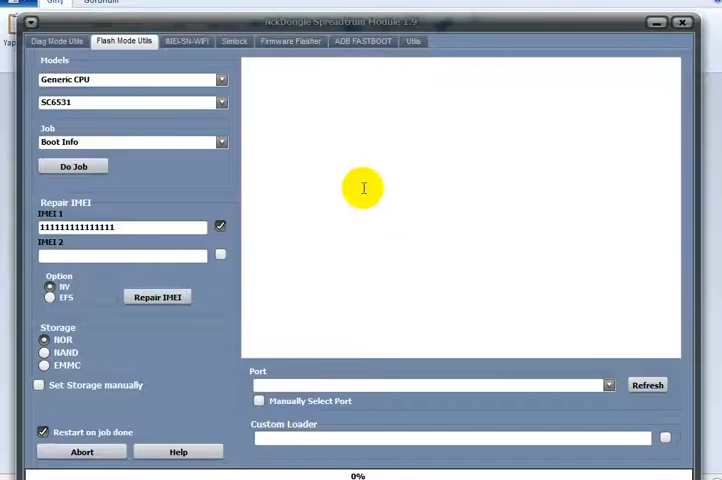 Giriş Görünüm
NckDongle Spreadtrum Module 1.9
Yap
Diag Mode Utils Flash Mode Utils IMEI-SN-WIFI Simlock Firmware Flasher ADB FASTBOOT Utils
Models
Generic CPU
SC6531
Job
Boot Info
Do Job
Repair IMEI
IMEI 1
111111111111111
IMEI 2
Option
NV
EFS
Repair IMEI
Storage
NOR
NAND
EMMC
Set Storage manually
Port
Refresh
Manually Select Port
Restart on job done
Custom Loader
Abort Help
0%